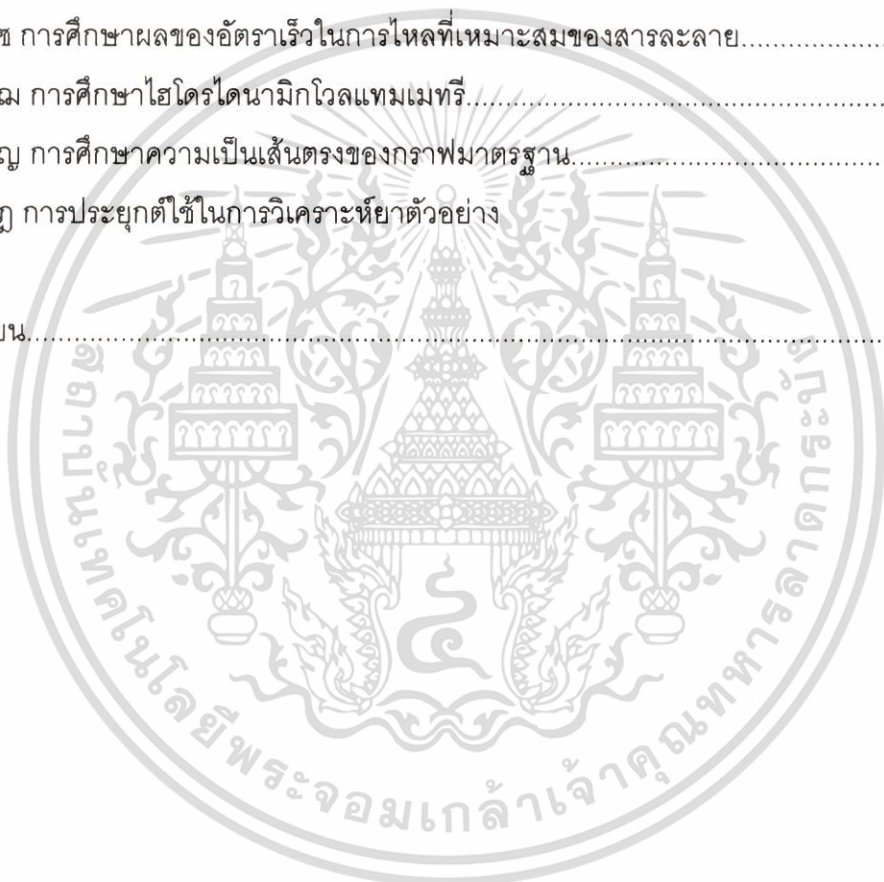 ซ การศึกษาผลของอัตราเร็วในการไหลที่เหมาะสมของสารละลาย....................
ฌ การศึกษาไฮโดรไดนามิกโวลแทมเมทรี........................................................
ญ การศึกษาความเป็นเส้นตรงของกราฟมาตรฐาน..........................................
ฎ การประยุกต์ใช้ในการวิเคราะห์ยาตัวอย่าง
ยน....................................................................................................................
สถาบันเทคโนโลยีพระจอมเกล้าเจ้าคุณทหารลาดกระบัง